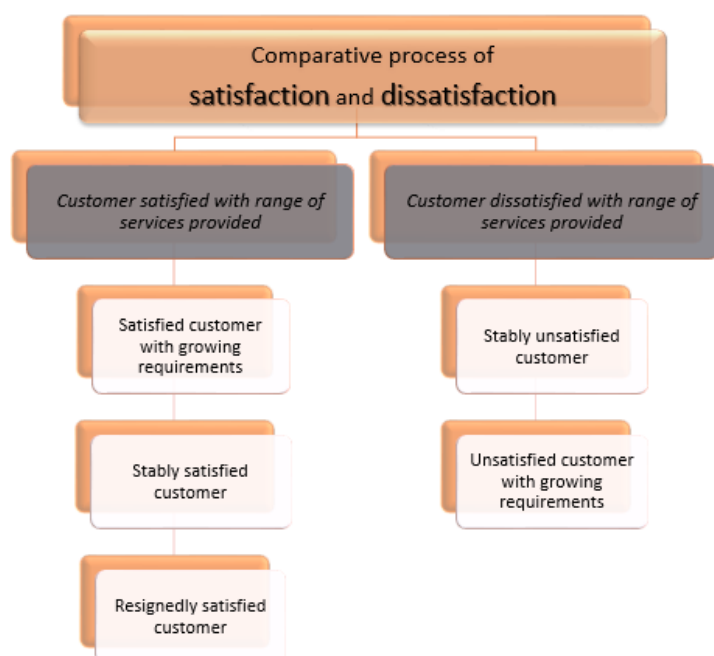 Comparative process of
satisfaction and dissatisfaction
Customer satisfied with range of
services provided
Customer dissatisfied with range of
services provided
Satisfied customer
with growing
requirements
Stably unsatisfied
customer
Stably satisfied
customer
Unsatisfied customer
with growing
requirements
Resignedly satisfied
customer